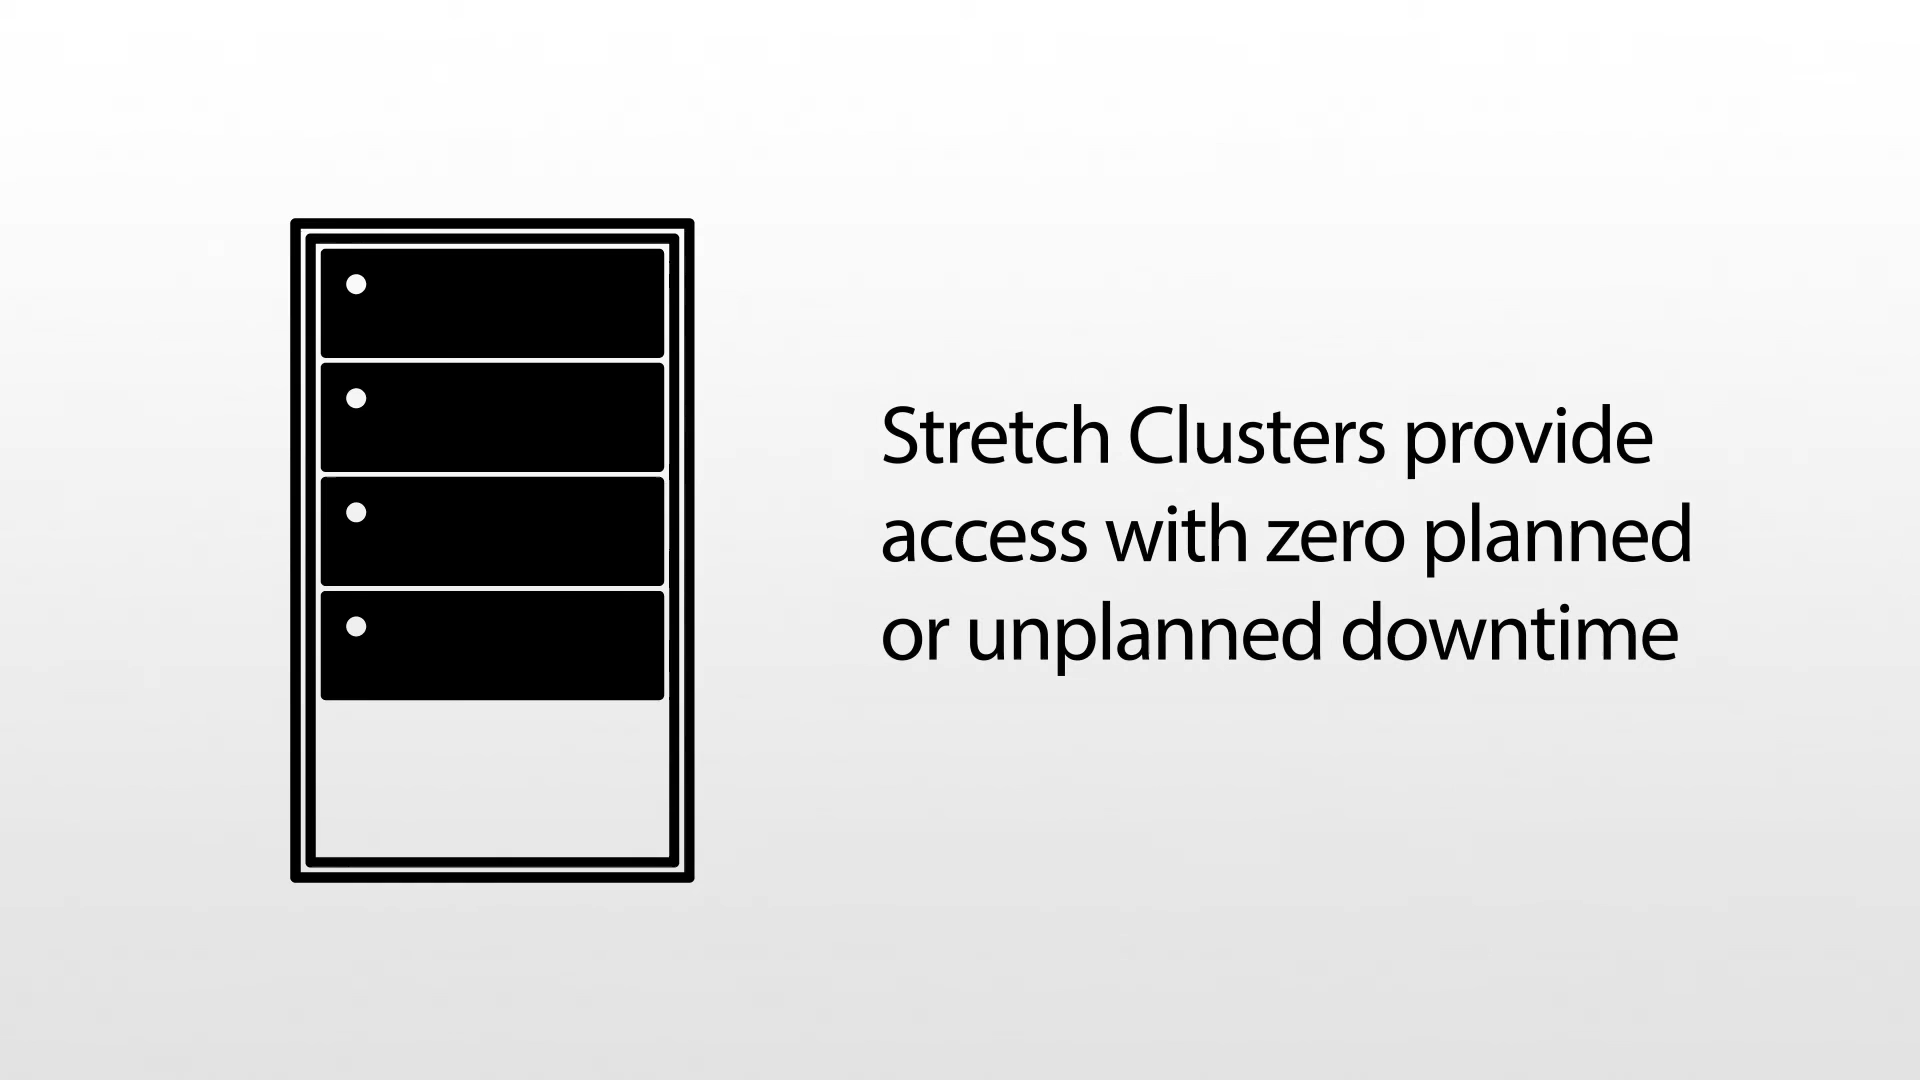 Stretch Clusters provide
access with zero planned
or unplanned downtime